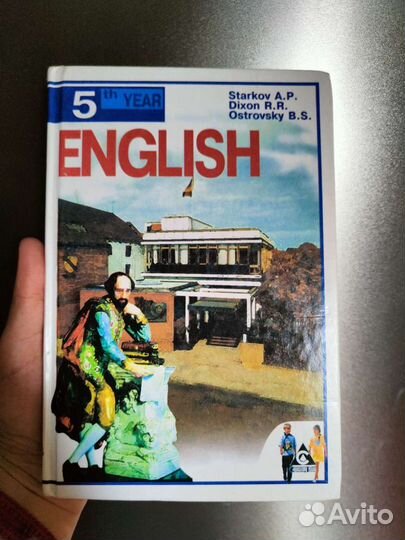 5th YEAR
Starkov A.P.
Dixon R.R.
Ostrovsky B.S.
ENGLISH
Avito